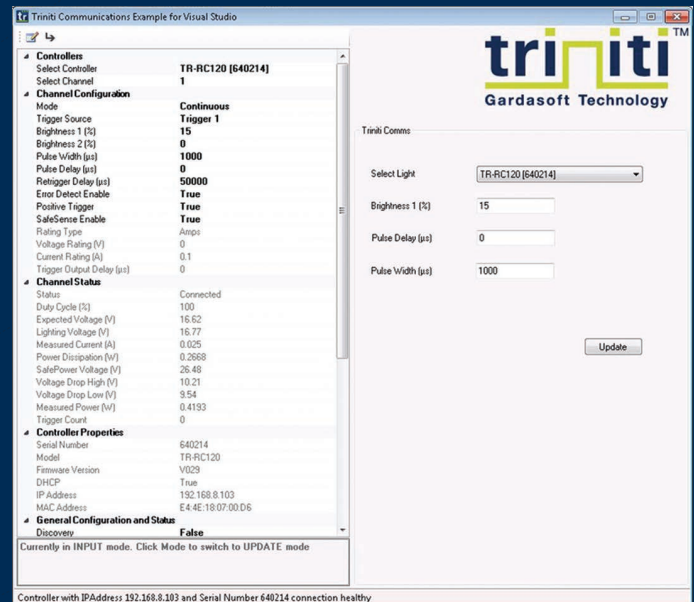 Triniti Communications Example for Visual Studio
Controllers
Select Controller TR-RC120 [640214]
Select Channel 1
Channel Configuration
Mode Continuous
Trigger Source Trigger 1
Brightness 1 (%) 15
Brightness 2 (%) 0
Pulse Width (µs) 1000
Pulse Delay (µs) 0
Retrigger Delay (µs) 50000
Error Detect Enable True
Positive Trigger True
SafeSense Enable True
Rating Type Amps
Voltage Rating (V) 0
Current Rating (A) 0.1
Trigger Output Delay (µs) 0
Channel Status
Status Connected
Duty Cycle (%) 100
Expected Voltage (V) 16.62
Lighting Voltage (V) 16.77
Measured Current (A) 0.025
Power Dissipation (W) 0.2668
SafePower Voltage (V) 26.48
Voltage Drop High (V) 10.21
Voltage Drop Low (V) 9.54
Measured Power (W) 0.4193
Trigger Count 0
Controller Properties
Serial Number 640214
Model TR-RC120
Firmware Version V029
DHCP True
IP Address 192.168.8.103
MAC Address E4:4E:18:07:00:D6
General Configuration and Status
Discovery False
Currently in INPUT mode. Click Mode to switch to UPDATE mode
triniti TM
Gardasoft Technology
Triniti Comms
Select Light TR-RC120 [640214]
Brightness 1 (%) 15
Pulse Delay (µs) 0
Pulse Width (µs) 1000
Update
Controller with IPAddress 192.168.8.103 and Serial Number 640214 connection healthy